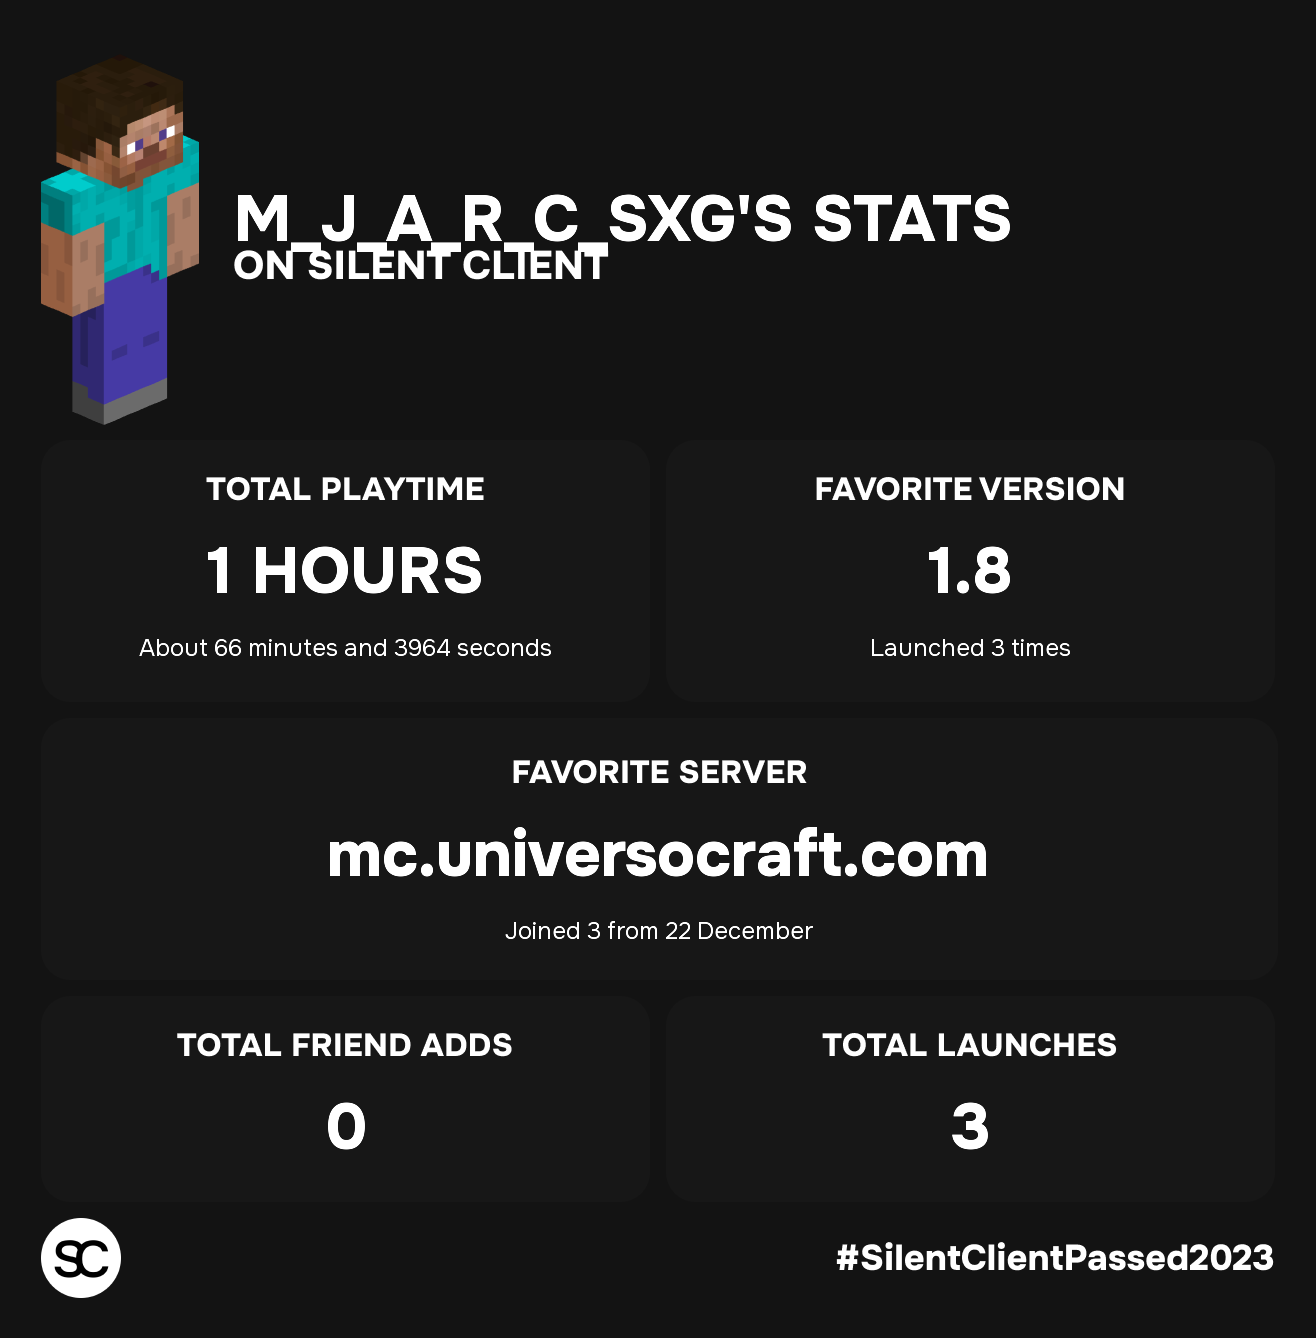 M_J_A_R_C_SXG'S STATS
ON SILENT CLIENT
TOTAL PLAYTIME
1 HOURS
About 66 minutes and 3964 seconds
FAVORITE VERSION
1.8
Launched 3 times
FAVORITE SERVER
mc.universocraft.com
Joined 3 from 22 December
TOTAL FRIEND ADDS
0
TOTAL LAUNCHES
3
SC
#SilentClientPassed2023